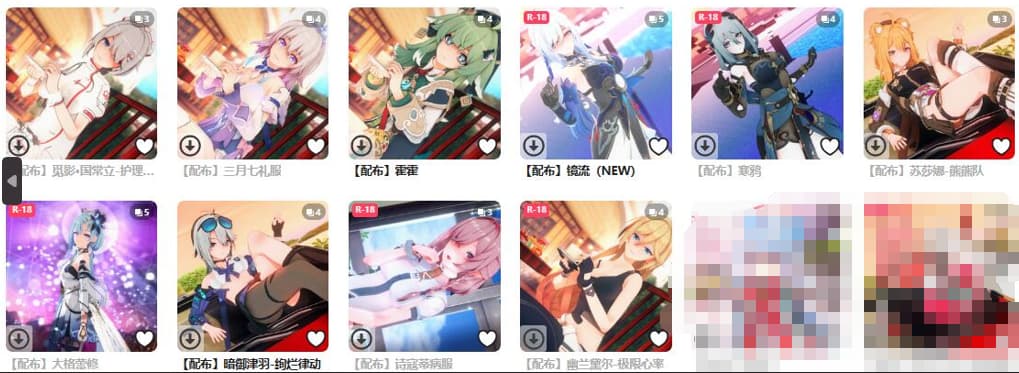 3
4
4
R-18 5
R-18 4
3
【配布】觅影•国常立-护理...
【配布】三月七礼服
【配布】霍霍
【配布】镜流（NEW）
【配布】寒鸦
【配布】苏莎娜-熊熊队
R-18 5
4
R-18 3
R-18 4
【配布】大格蕾修
【配布】暗御津羽-绚烂律动
【配布】诗寇蒂病服
【配布】幽兰黛尔-极限心率